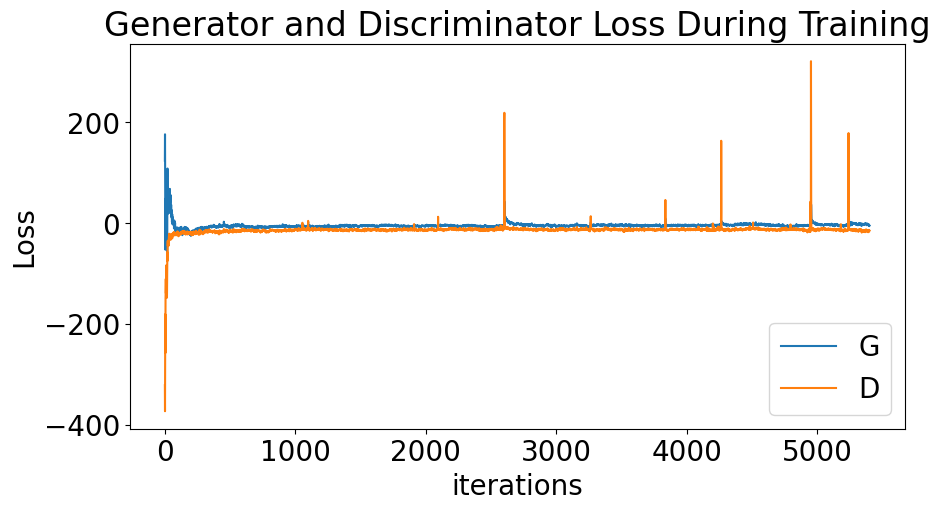 Generator and Discriminator Loss During Training
Loss
200
0
−200
−400
0 1000 2000 3000 4000 5000
iterations
G
D